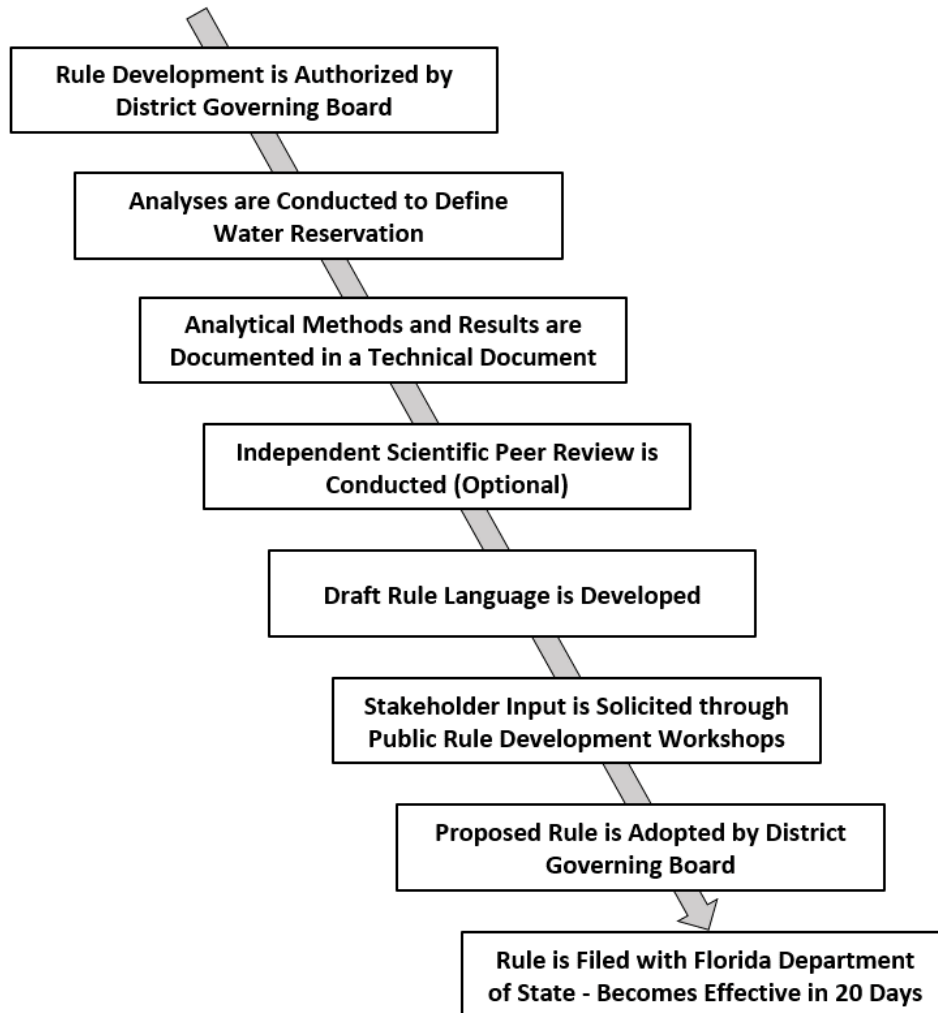 Rule Development is Authorized by
District Governing Board
Analyses are Conducted to Define
Water Reservation
Analytical Methods and Results are
Documented in a Technical Document
Independent Scientific Peer Review is
Conducted (Optional)
Draft Rule Language is Developed
Stakeholder Input is Solicited through
Public Rule Development Workshops
Proposed Rule is Adopted by District
Governing Board
Rule is Filed with Florida Department
of State - Becomes Effective in 20 Days